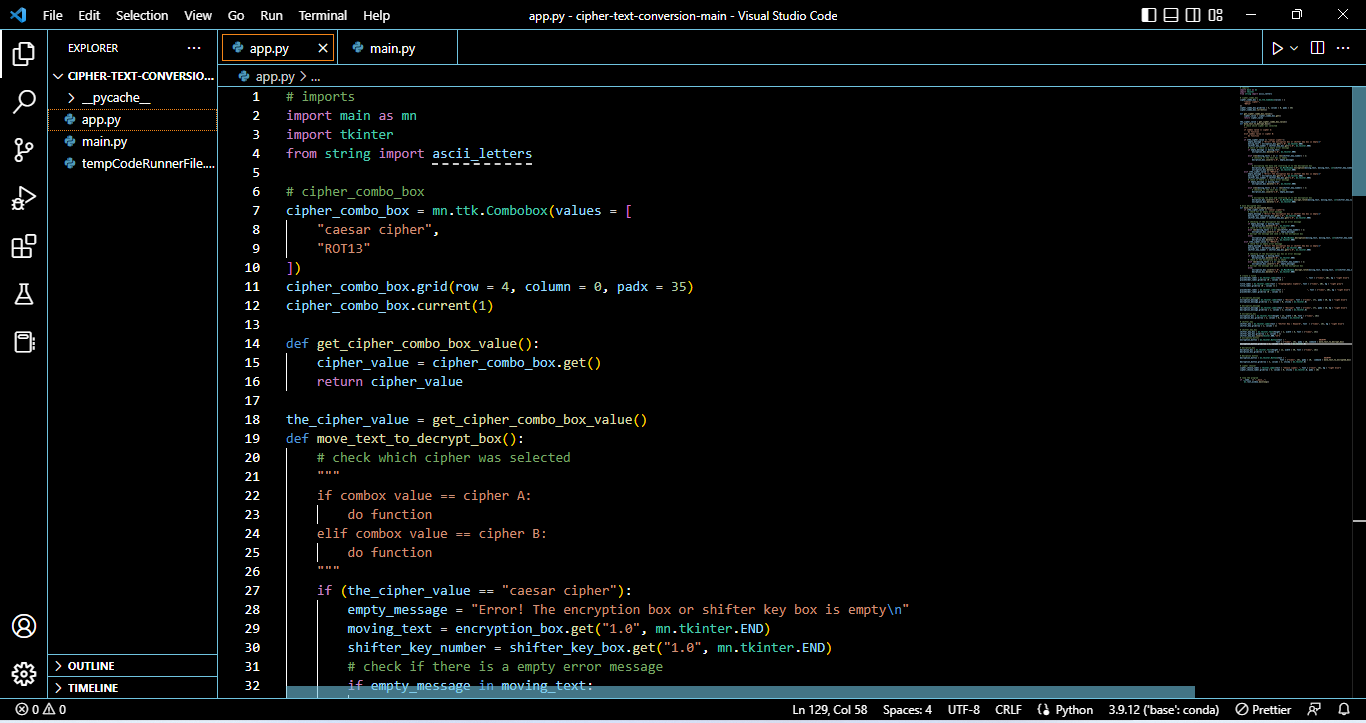 File Edit Selection View Go Run Terminal Help
app.py - cipher-text-conversion-main - Visual Studio Code
EXPLORER
CIPHER-TEXT-CONVERSIO...
__pycache__
app.py
main.py
tempCodeRunnerFile....
OUTLINE
TIMELINE
app.py main.py
app.py > ...
1 # imports
2 import main as mn
3 import tkinter
4 from string import ascii_letters
5
6 # cipher_combo_box
7 cipher_combo_box = mn.ttk.Combobox(values = [
8     "caesar cipher",
9     "ROT13"
10 ])
11 cipher_combo_box.grid(row = 4, column = 0, padx = 35)
12 cipher_combo_box.current(1)
13
14 def get_cipher_combo_box_value():
15     cipher_value = cipher_combo_box.get()
16     return cipher_value
17
18 the_cipher_value = get_cipher_combo_box_value()
19 def move_text_to_decrypt_box():
20     # check which cipher was selected
21     """
22     if combox value == cipher A:
23         do function
24     elif combox value == cipher B:
25         do function
26     """
27     if (the_cipher_value == "caesar cipher"):
28         empty_message = "Error! The encryption box or shifter key box is empty\n"
29         moving_text = encryption_box.get("1.0", mn.tkinter.END)
30         shifter_key_number = shifter_key_box.get("1.0", mn.tkinter.END)
31         # check if there is a empty error message
32         if empty_message in moving_text:
0 0
Ln 129, Col 58 Spaces: 4 UTF-8 CRLF Python 3.9.12 ('base': conda) Prettier